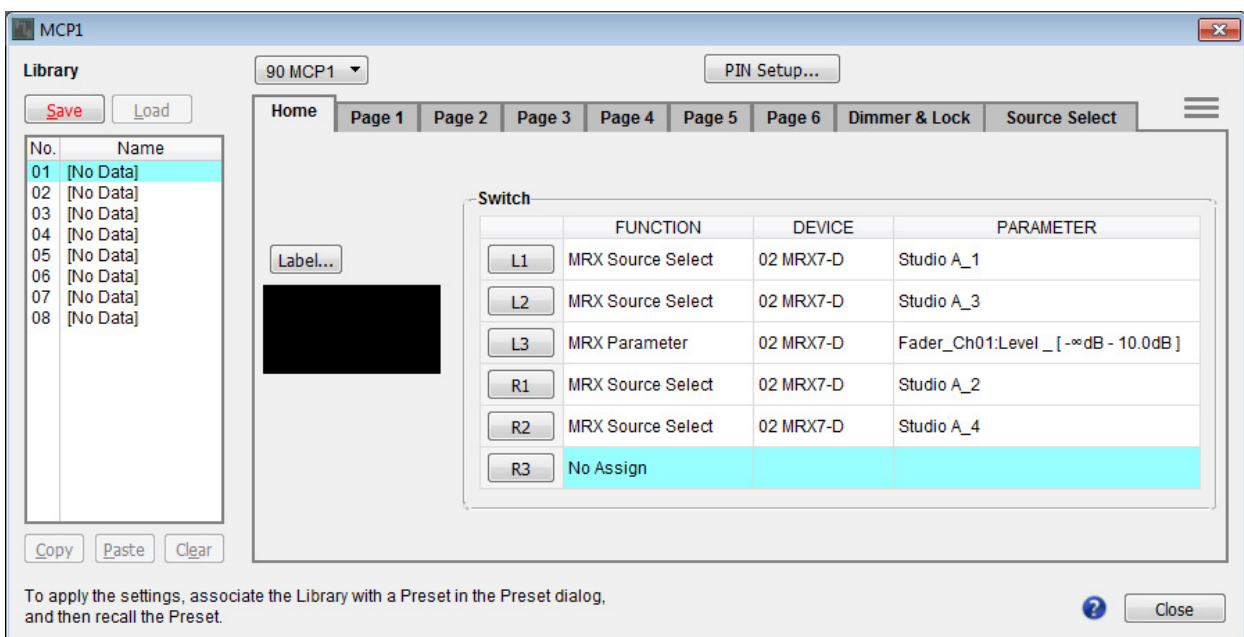 MCP1
Library
90 MCP1
PIN Setup...
Save Load
Home Page 1 Page 2 Page 3 Page 4 Page 5 Page 6 Dimmer & Lock Source Select
No. Name
01 [No Data]
02 [No Data]
03 [No Data]
04 [No Data]
05 [No Data]
06 [No Data]
07 [No Data]
08 [No Data]
Copy Paste Clear
Label...
Switch
FUNCTION DEVICE PARAMETER
L1 MRX Source Select 02 MRX7-D Studio A_1
L2 MRX Source Select 02 MRX7-D Studio A_3
L3 MRX Parameter 02 MRX7-D Fader_Ch01:Level _ [ -∞dB - 10.0dB ]
R1 MRX Source Select 02 MRX7-D Studio A_2
R2 MRX Source Select 02 MRX7-D Studio A_4
R3 No Assign
To apply the settings, associate the Library with a Preset in the Preset dialog,
and then recall the Preset.
? Close